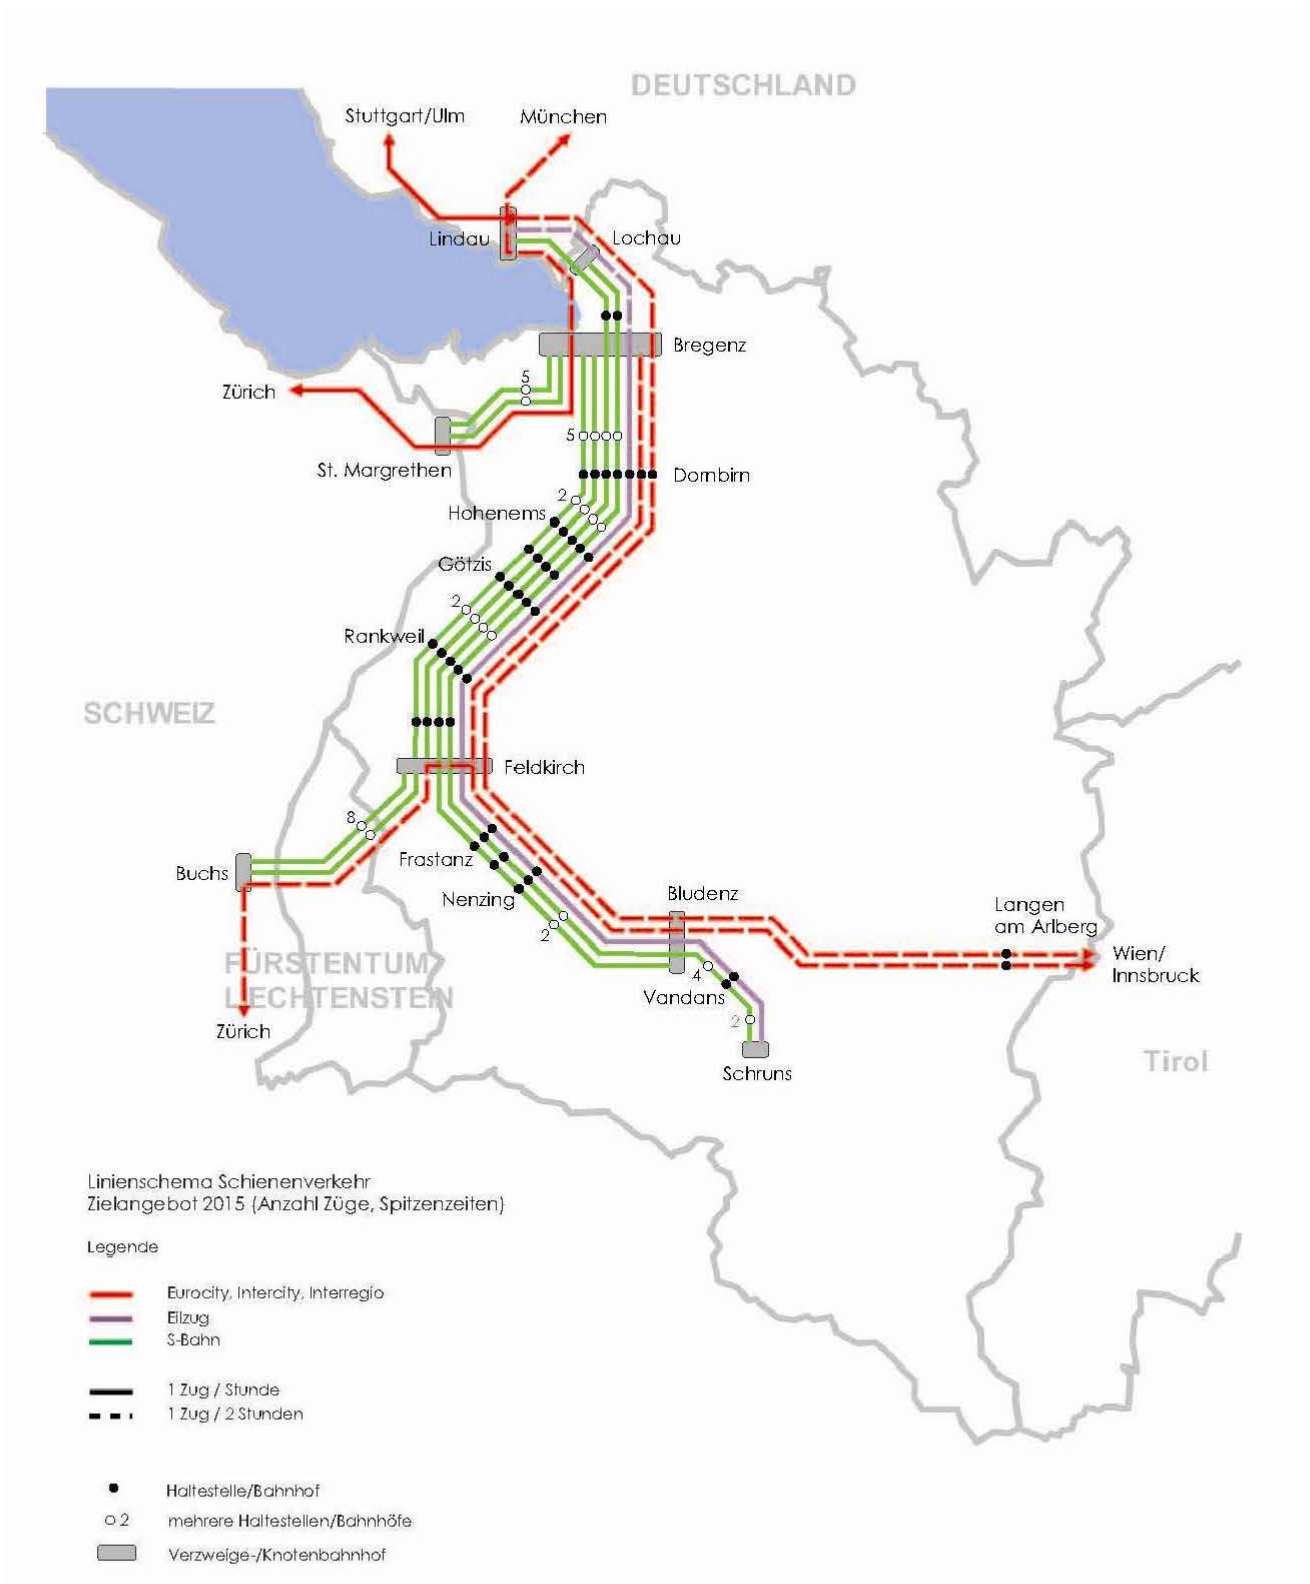 DEUTSCHLAND
Stuttgart/Ulm
München
Lindau
Lochau
Bregenz
Zürich
5
St. Margrethen
5
Dornbirn
2
Hohenems
Götzis
2
Rankweil
SCHWEIZ
Feldkirch
8
Frastanz
Buchs
Nenzing
Bludenz
2
Langen
am Arlberg
Wien/
Innsbruck
FÜRSTENTUM
LIECHTENSTEIN
4
Vandans
2
Zürich
Schruns
Tirol
Linienschema Schienenverkehr
Zielangebot 2015 (Anzahl Züge, Spitzenzeiten)
Legende
Eurocity, Intercity, Interregio
Eilzug
S-Bahn
1 Zug / Stunde
1 Zug / 2 Stunden
Haltestelle/Bahnhof
2 mehrere Haltestellen/Bahnhöfe
Verzweige-/Knotenbahnhof